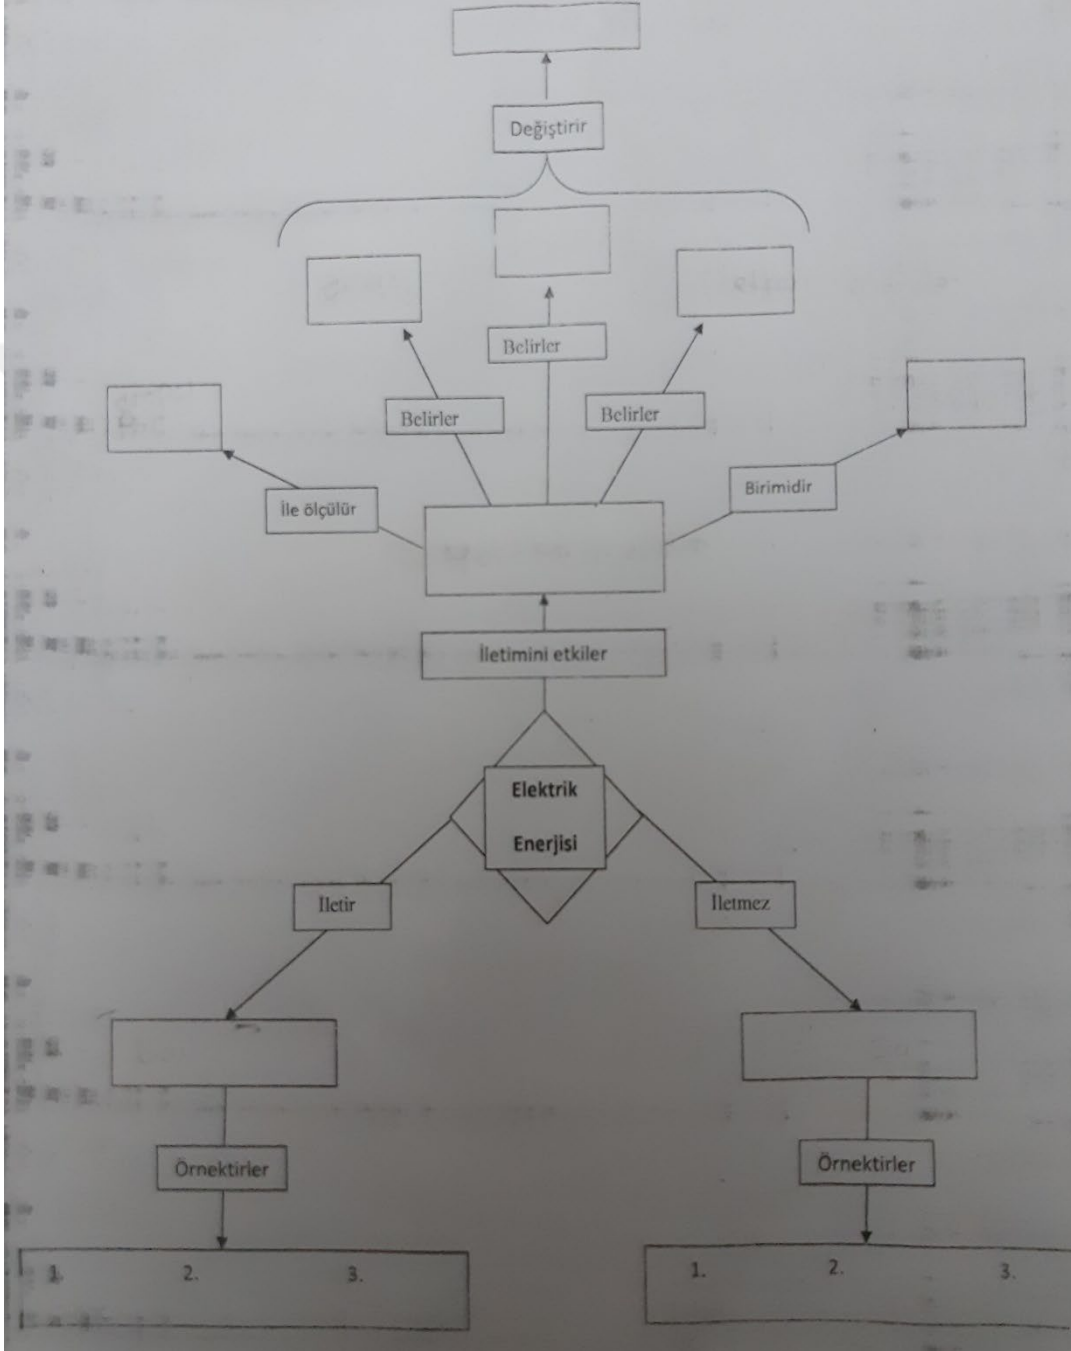 Değiştirir
Belirler
Belirler
Belirler
İle ölçülür
Birimidir
İletimini etkiler
Elektrik
Enerjisi
İletir
İletmez
Örnektirler
Örnektirler
1. 2. 3.
1. 2. 3.